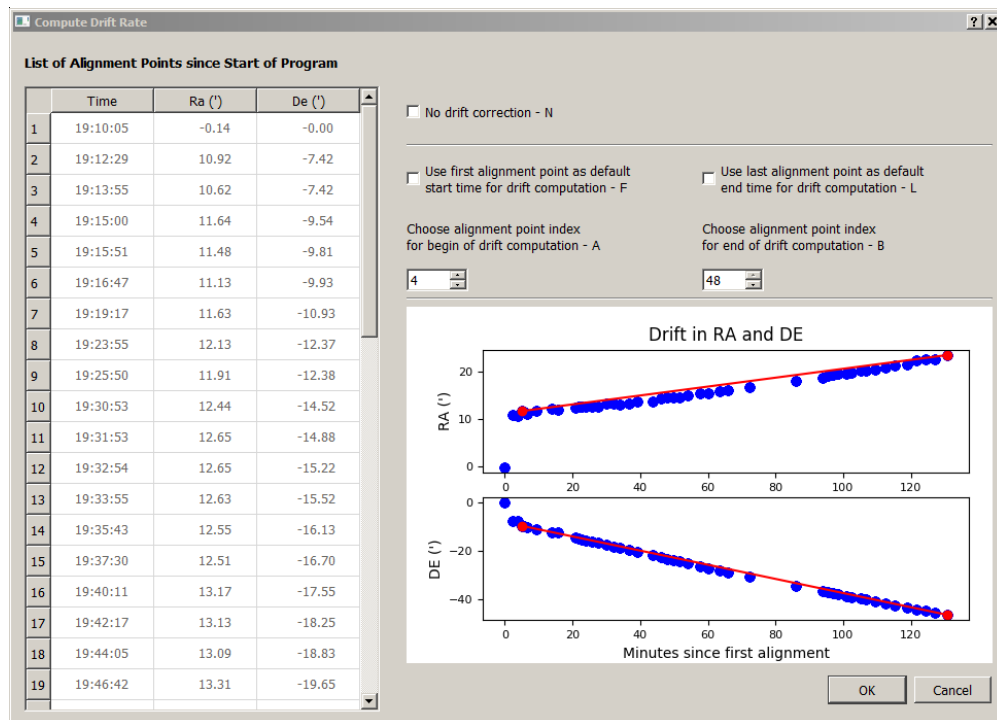 Compute Drift Rate
List of Alignment Points since Start of Program
Time Ra (') De (')
1 19:10:05 -0.14 -0.00
2 19:12:29 10.92 -7.42
3 19:13:55 10.62 -7.42
4 19:15:00 11.64 -9.54
5 19:15:51 11.48 -9.81
6 19:16:47 11.13 -9.93
7 19:19:17 11.63 -10.93
8 19:23:55 12.13 -12.37
9 19:25:50 11.91 -12.38
10 19:30:53 12.44 -14.52
11 19:31:53 12.65 -14.88
12 19:32:54 12.65 -15.22
13 19:33:55 12.63 -15.52
14 19:35:43 12.55 -16.13
15 19:37:30 12.51 -16.70
16 19:40:11 13.17 -17.55
17 19:42:17 13.13 -18.25
18 19:44:05 13.09 -18.83
19 19:46:42 13.31 -19.65
No drift correction - N
Use first alignment point as default
start time for drift computation - F
Use last alignment point as default
end time for drift computation - L
Choose alignment point index
for begin of drift computation - A
Choose alignment point index
for end of drift computation - B
4
48
Drift in RA and DE
RA (')
20
10
0
0 20 40 60 80 100 120
DE (')
0
−20
−40
0 20 40 60 80 100 120
Minutes since first alignment
OK Cancel